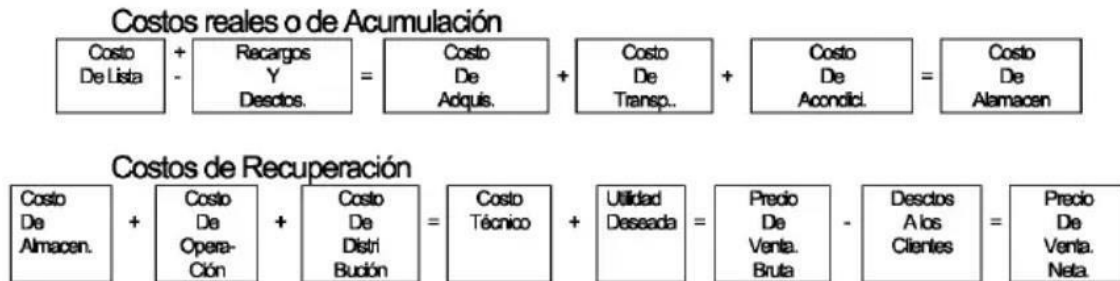 Costos reales o de Acumulación
Costo
De Lista
+
-
Recargos
Y
Desctos.
=
Costo
De
Adquis.
+
Costo
De
Transp..
+
Costo
De
Acondici.
=
Costo
De
Alamacen
Costos de Recuperación
Costo
De
Almacen.
+
Costo
De
Opera-
Ción
+
Costo
De
Distri
Bución
=
Costo
Técnico
+
Utilidad
Deseada
=
Precio
De
Venta.
Bruta
-
Desctos
A los
Clientes
=
Precio
De
Venta.
Neta.